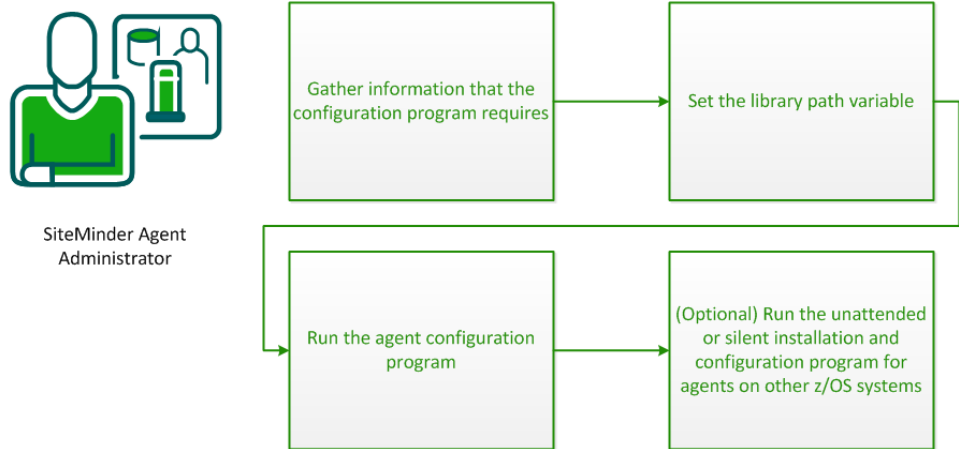 Gather information that the
configuration program requires
Set the library path variable
SiteMinder Agent
Administrator
Run the agent configuration
program
(Optional) Run the unattended
or silent installation and
configuration program for
agents on other z/OS systems